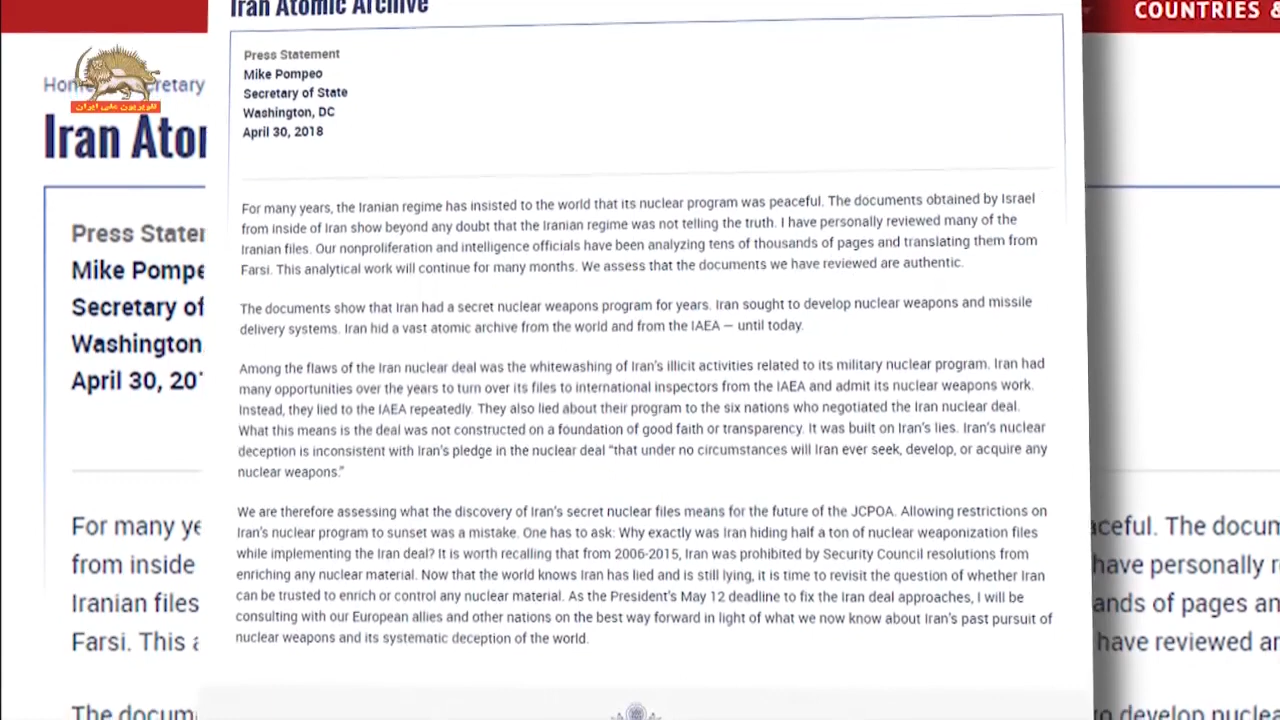 COUNTRIES &
Iran Atomic Archive
Press Statement
Mike Pompeo
Secretary of State
Washington, DC
April 30, 2018
For many years, the Iranian regime has insisted to the world that its nuclear program was peaceful. The documents obtained by Israel
from inside of Iran show beyond any doubt that the Iranian regime was not telling the truth. I have personally reviewed many of the
Iranian files. Our nonproliferation and intelligence officials have been analyzing tens of thousands of pages and translating them from
Farsi. This analytical work will continue for many months. We assess that the documents we have reviewed are authentic.
The documents show that Iran had a secret nuclear weapons program for years. Iran sought to develop nuclear weapons and missile
delivery systems. Iran hid a vast atomic archive from the world and from the IAEA — until today.
Among the flaws of the Iran nuclear deal was the whitewashing of Iran's illicit activities related to its military nuclear program. Iran had
many opportunities over the years to turn over its files to international inspectors from the IAEA and admit its nuclear weapons work.
Instead, they lied to the IAEA repeatedly. They also lied about their program to the six nations who negotiated the Iran nuclear deal.
What this means is the deal was not constructed on a foundation of good faith or transparency. It was built on Iran's lies. Iran's nuclear
deception is inconsistent with Iran's pledge in the nuclear deal “that under no circumstances will Iran ever seek, develop, or acquire any
nuclear weapons.”
We are therefore assessing what the discovery of Iran's secret nuclear files means for the future of the JCPOA. Allowing restrictions on
Iran's nuclear program to sunset was a mistake. One has to ask: Why exactly was Iran hiding half a ton of nuclear weaponization files
while implementing the Iran deal? It is worth recalling that from 2006-2015, Iran was prohibited by Security Council resolutions from
enriching any nuclear material. Now that the world knows Iran has lied and is still lying, it is time to revisit the question of whether Iran
can be trusted to enrich or control any nuclear material. As the President's May 12 deadline to fix the Iran deal approaches, I will be
consulting with our European allies and other nations on the best way forward in light of what we now know about Iran's past pursuit of
nuclear weapons and its systematic deception of the world.
تلویزیون ملی ایران
Hom retary
Iran Ato
Press State
Mike Pompe
Secretary of
Washington
April 30, 20
For many ye
from inside
Iranian files
Farsi. This a
The docum
aceful. The docum
have personally r
ands of pages an
have reviewed ar
o develop nuclea